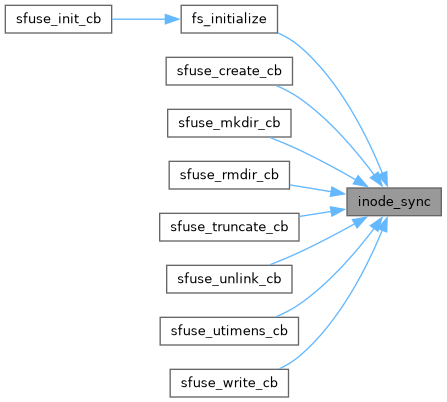 sfuse_init_cb
fs_initialize
sfuse_create_cb
sfuse_mkdir_cb
sfuse_rmdir_cb
inode_sync
sfuse_truncate_cb
sfuse_unlink_cb
sfuse_utimens_cb
sfuse_write_cb